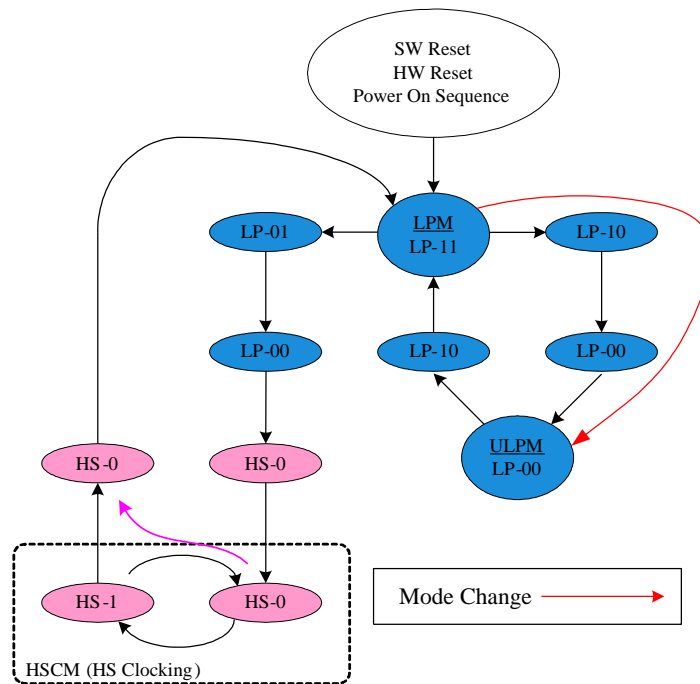 SW Reset
HW Reset
Power On Sequence
LPM
LP-11
LP-01
LP-10
LP-00
LP-10
LP-00
ULPM
LP-00
HS-0
HS-0
HS-1
HS-0
HSCM (HS Clocking)
Mode Change